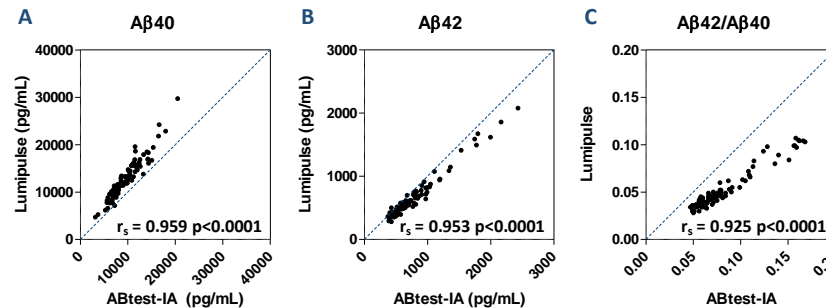 A
Aβ40
Lumipulse (pg/mL)
40000
30000
20000
10000
0
rs = 0.959 p<0.0001
0
10000
20000
30000
40000
ABtest-IA (pg/mL)
B
Aβ42
Lumipulse (pg/mL)
3000
2000
1000
0
rs = 0.953 p<0.0001
0
1000
2000
3000
ABtest-IA (pg/mL)
C
Aβ42/Aβ40
Lumipulse
0.20
0.15
0.10
0.05
0.00
rs = 0.925 p<0.0001
0.00
0.05
0.10
0.15
ABtest-IA